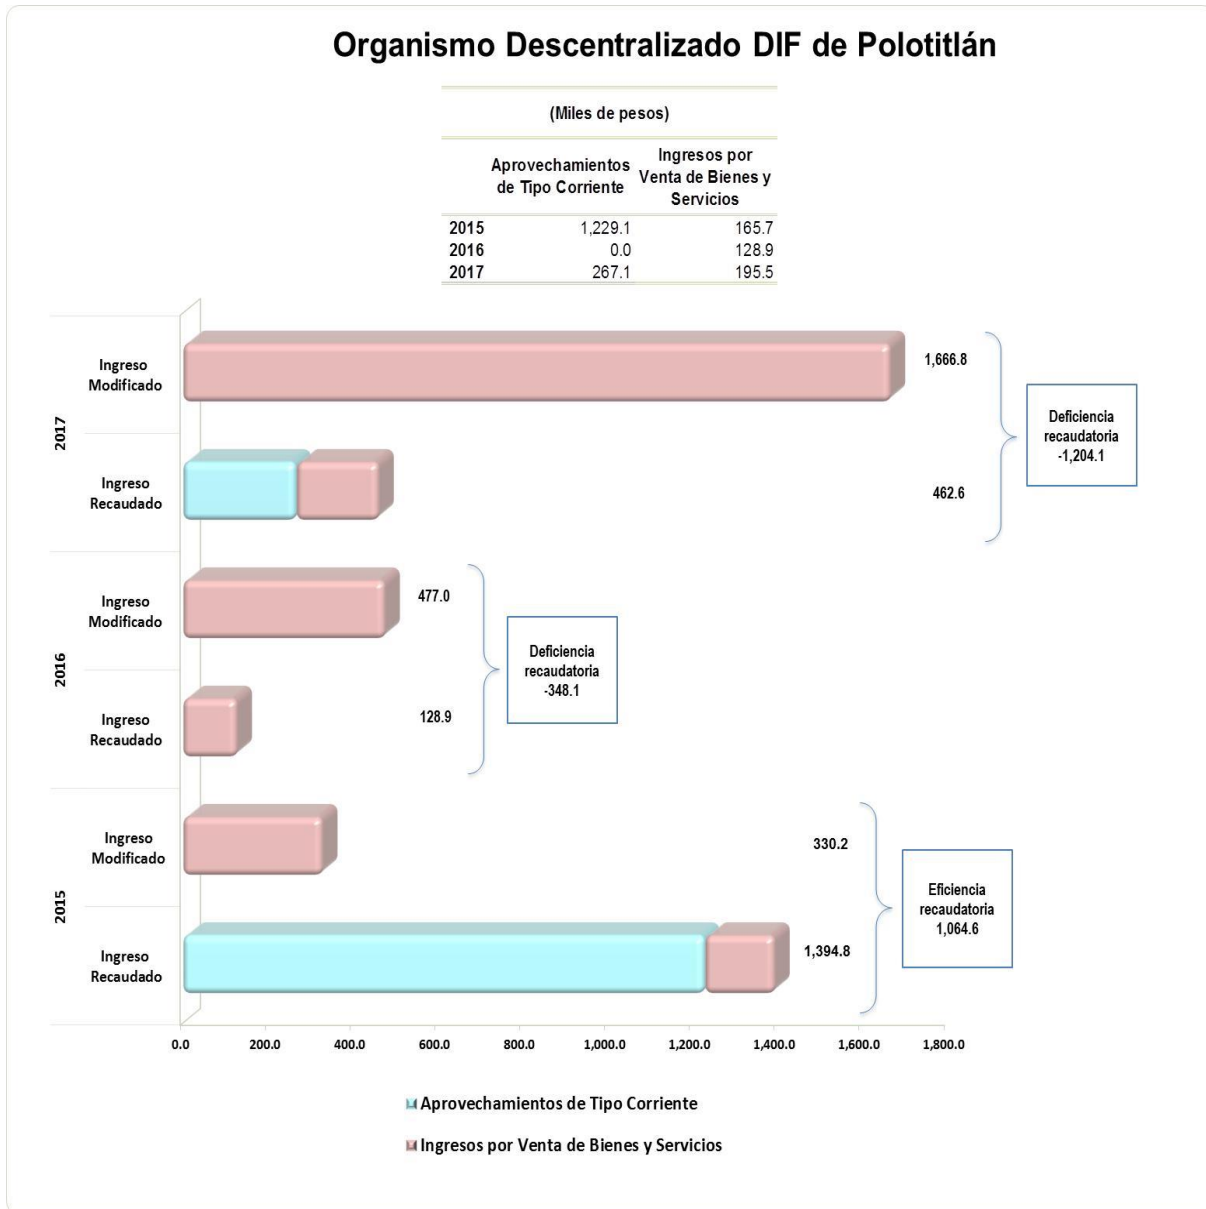 Organismo Descentralizado DIF de Polotitlán
(Miles de pesos)
Aprovechamientos
de Tipo Corriente
Ingresos por
Venta de Bienes y
Servicios
2015 1,229.1 165.7
2016 0.0 128.9
2017 267.1 195.5
2017
Ingreso
Modificado
1,666.8
Ingreso
Recaudado
462.6
Deficiencia
recaudatoria
-1,204.1
2016
Ingreso
Modificado
477.0
Ingreso
Recaudado
128.9
Deficiencia
recaudatoria
-348.1
2015
Ingreso
Modificado
330.2
Ingreso
Recaudado
1,394.8
Eficiencia
recaudatoria
1,064.6
0.0 200.0 400.0 600.0 800.0 1,000.0 1,200.0 1,400.0 1,600.0 1,800.0
Aprovechamientos de Tipo Corriente
Ingresos por Venta de Bienes y Servicios